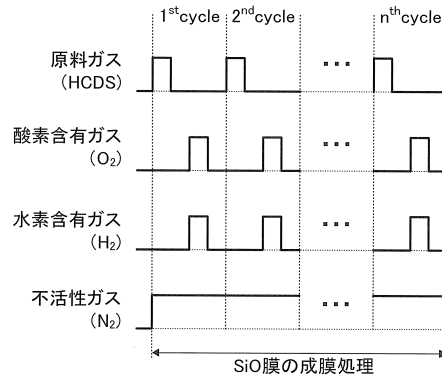 1stcycle 2ndcycle nthcycle
原料ガス
(HCDS)
酸素含有ガス
(O2)
水素含有ガス
(H2)
不活性ガス
(N2)
SiO膜の成膜処理